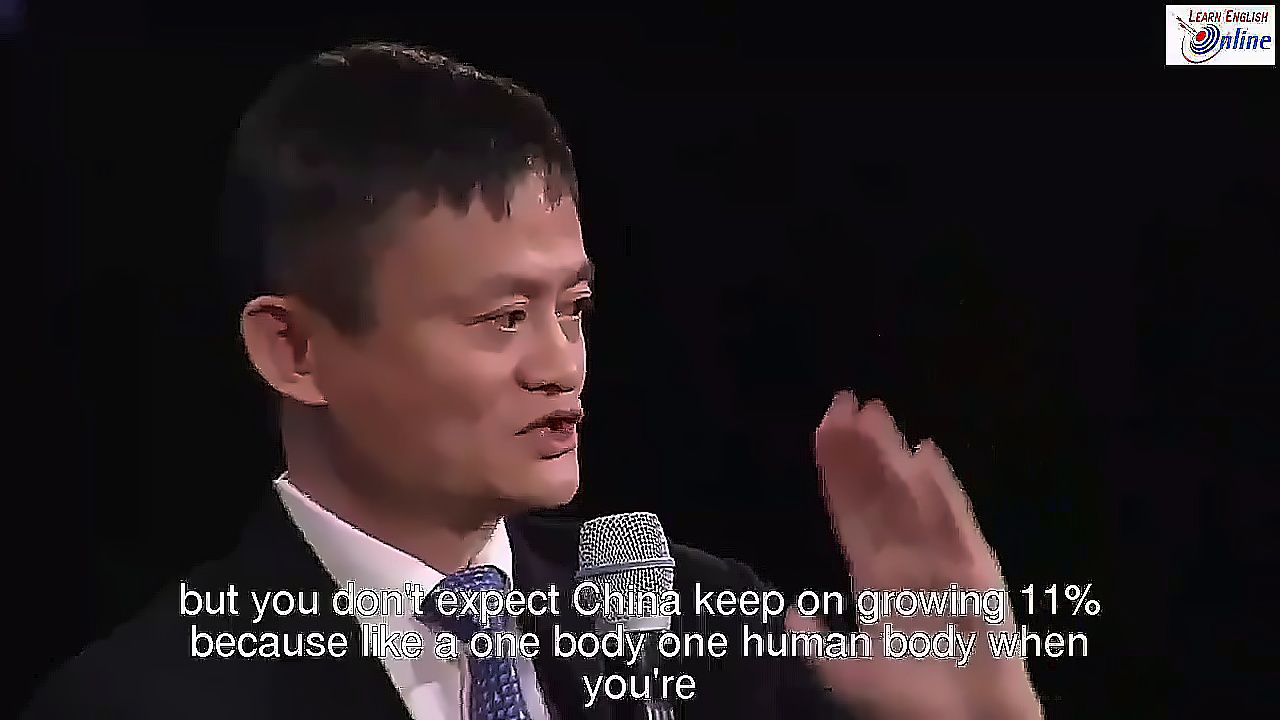 LEARN ENGLISH
Online
but you don't expect China keep on growing 11%
because like a one body one human body when
you're